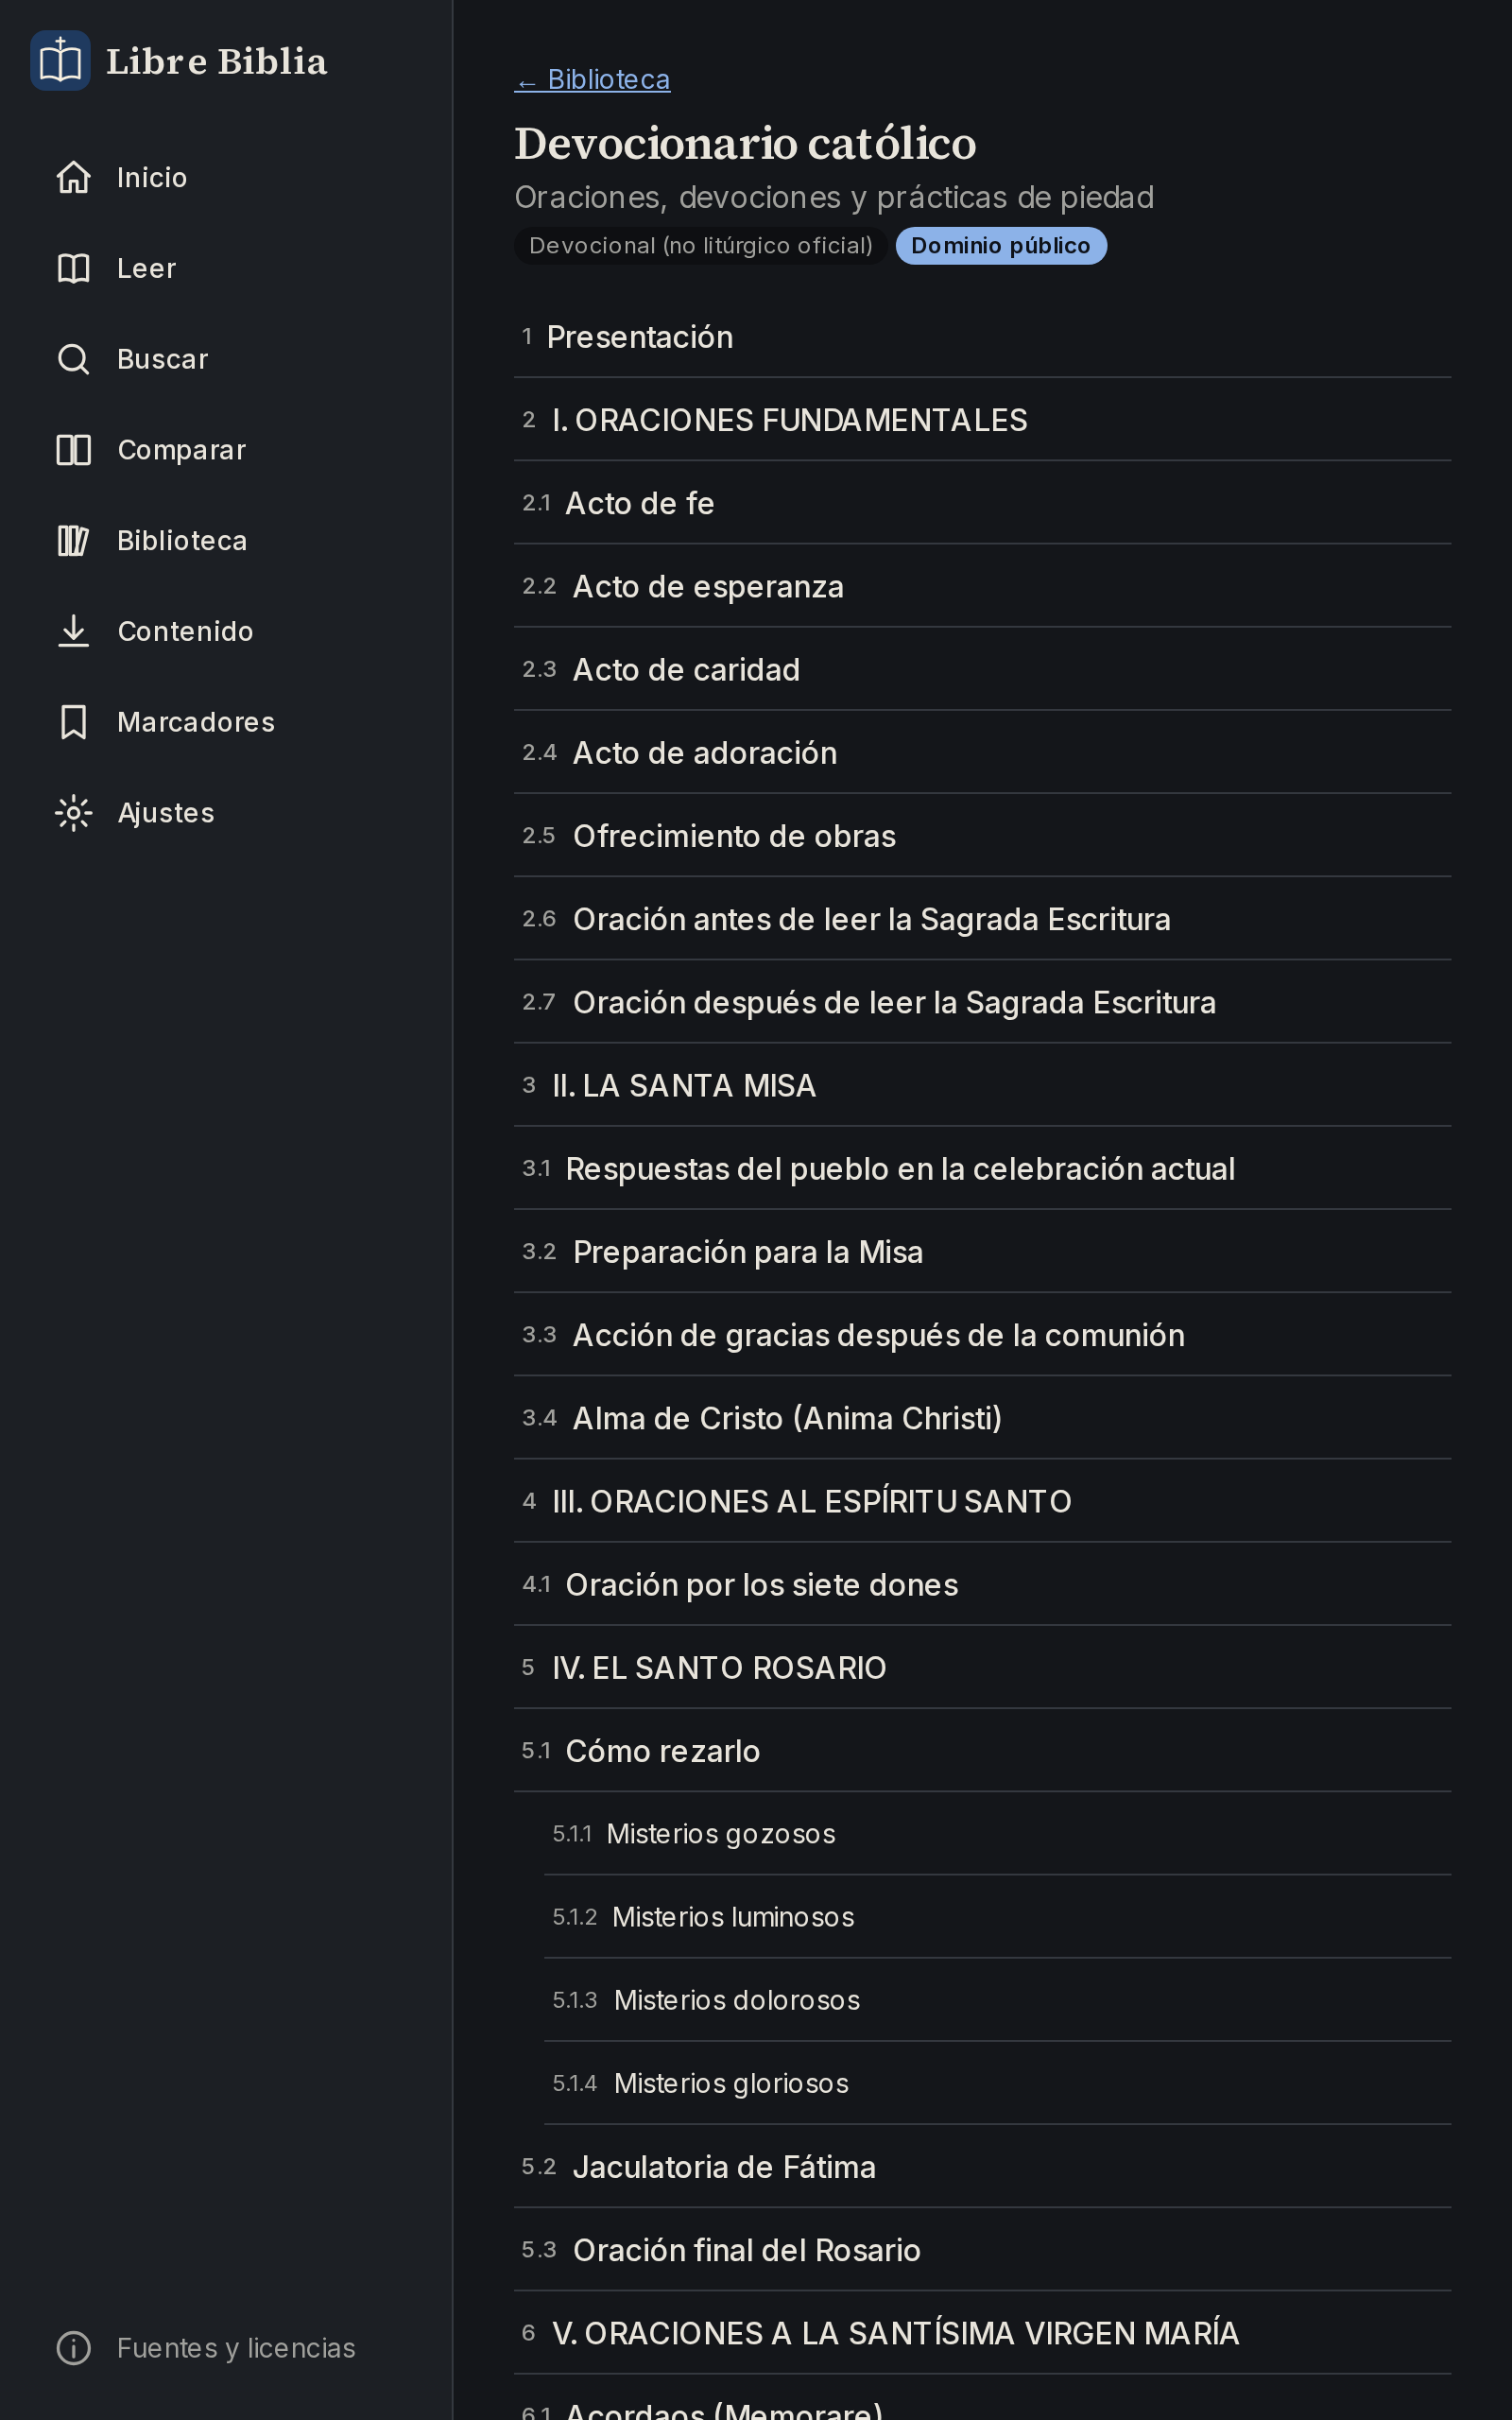 Libre Biblia
Inicio
Leer
Buscar
Comparar
Biblioteca
Contenido
Marcadores
Ajustes
Fuentes y licencias
← Biblioteca
Devocionario católico
Oraciones, devociones y prácticas de piedad
Devocional (no litúrgico oficial) Dominio público
1 Presentación
2 I. ORACIONES FUNDAMENTALES
2.1 Acto de fe
2.2 Acto de esperanza
2.3 Acto de caridad
2.4 Acto de adoración
2.5 Ofrecimiento de obras
2.6 Oración antes de leer la Sagrada Escritura
2.7 Oración después de leer la Sagrada Escritura
3 II. LA SANTA MISA
3.1 Respuestas del pueblo en la celebración actual
3.2 Preparación para la Misa
3.3 Acción de gracias después de la comunión
3.4 Alma de Cristo (Anima Christi)
4 III. ORACIONES AL ESPÍRITU SANTO
4.1 Oración por los siete dones
5 IV. EL SANTO ROSARIO
5.1 Cómo rezarlo
5.1.1 Misterios gozosos
5.1.2 Misterios luminosos
5.1.3 Misterios dolorosos
5.1.4 Misterios gloriosos
5.2 Jaculatoria de Fátima
5.3 Oración final del Rosario
6 V. ORACIONES A LA SANTÍSIMA VIRGEN MARÍA
6.1 Acordaos (Memorare)